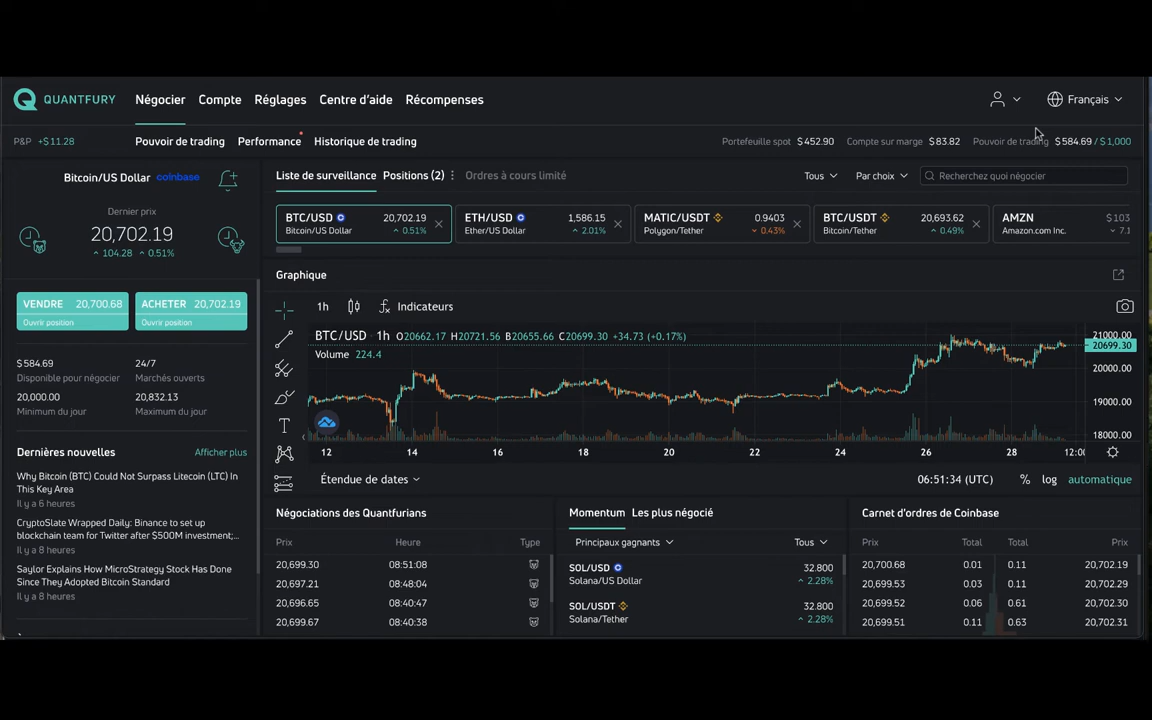 QUANTFURY Négocier Compte Réglages Centre d'aide Récompenses Français
P&P +$11.28 Pouvoir de trading Performance Historique de trading Portefeuille spot $452.90 Compte sur marge $83.82 Pouvoir de trading $584.69 / $1,000
Bitcoin/US Dollar coinbase
Dernier prix
20,702.19
104.28 0.51%
VENDRE 20,700.68
Ouvrir position
ACHETER 20,702.19
Ouvrir position
$584.69 24/7
Disponible pour négocier Marchés ouverts
20,000.00 20,832.13
Minimum du jour Maximum du jour
Dernières nouvelles Afficher plus
Why Bitcoin (BTC) Could Not Surpass Litecoin (LTC) In
This Key Area
Il y a 6 heures
CryptoSlate Wrapped Daily: Binance to set up
blockchain team for Twitter after $500M investment;...
Il y a 8 heures
Saylor Explains How MicroStrategy Stock Has Done
Since They Adopted Bitcoin Standard
Il y a 8 heures
Liste de surveillance Positions (2) Ordres à cours limité Tous Par choix Recherchez quoi négocier
BTC/USD 20,702.19
Bitcoin/US Dollar 0.51%
ETH/USD 1,586.15
Ether/US Dollar 2.01%
MATIC/USDT 0.9403
Polygon/Tether 0.43%
BTC/USDT 20,693.62
Bitcoin/Tether 0.49%
AMZN $103
Amazon.com Inc. 7.1
Graphique
1h Indicateurs
BTC/USD · 1h O20662.17 H20721.56 B20655.66 C20699.30 +34.73 (+0.17%)
Volume 224.4
21000.00
20699.30
20000.00
19000.00
18000.00
12 14 16 18 20 22 24 26 28 12:00
Étendue de dates 06:51:34 (UTC) % log automatique
Négociations des Quantfurians
Prix Heure Type
20,699.30 08:51:08
20,697.21 08:48:04
20,696.65 08:40:47
20,699.67 08:40:38
Momentum Les plus négocié
Principaux gagnants Tous
SOL/USD 32.800
Solana/US Dollar 2.28%
SOL/USDT 32.800
Solana/Tether 2.28%
Carnet d'ordres de Coinbase
Prix Total Total Prix
20,700.68 0.01 0.11 20,702.19
20,699.53 0.03 0.11 20,702.29
20,699.52 0.06 0.61 20,702.30
20,699.51 0.11 0.63 20,702.31